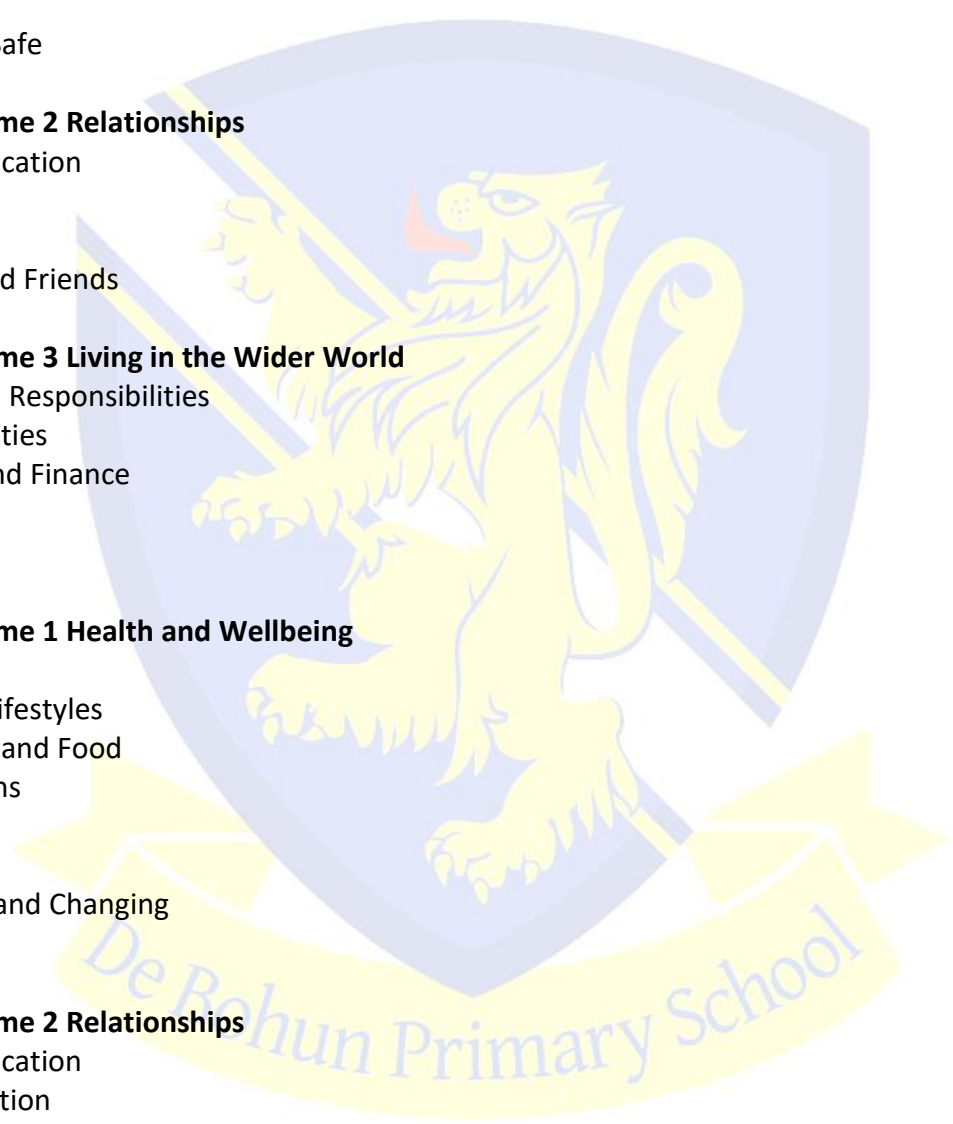 afe
me 2 Relationships
cation
d Friends
me 3 Living in the Wider World
Responsibilities
ties
nd Finance
me 1 Health and Wellbeing
ifestyles
and Food
ns
and Changing
me 2 Relationships
cation
tion
De Bohun Primary School